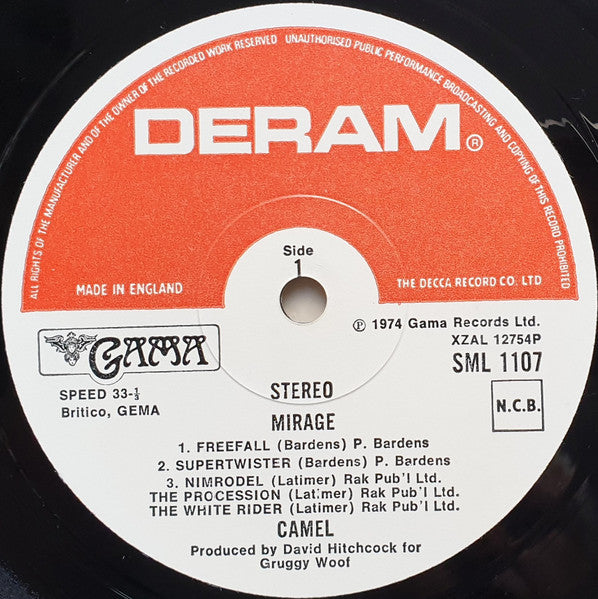 ALL RIGHTS OF THE MANUFACTURER AND OF THE OWNER OF THE RECORDED WORK RESERVED UNAUTHORISED PUBLIC PERFORMANCE BROADCASTING AND COPYING OF THIS RECORD PROHIBITED
DERAM®
Side
1
MADE IN ENGLAND
THE DECCA RECORD CO. LTD
GAMA
℗ 1974 Gama Records Ltd.
XZAL 12754P
SML 1107
SPEED 33-⅓
Britico, GEMA
STEREO
N.C.B.
MIRAGE
1. FREEFALL (Bardens) P. Bardens
2. SUPERTWISTER (Bardens) P. Bardens
3. NIMRODEL (Latimer) Rak Pub'l Ltd.
THE PROCESSION (Latimer) Rak Pub'l Ltd.
THE WHITE RIDER (Latimer) Rak Pub'l Ltd.
CAMEL
Produced by David Hitchcock for
Gruggy Woof